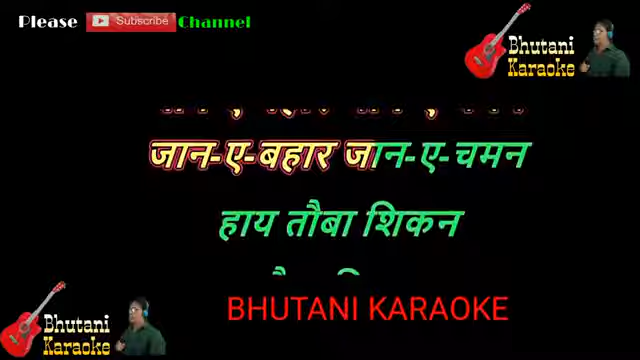 Please Subscribe Channel
Bhutani
Karaoke
जान-ए-बहार जान-ए-चमन
हाय तौबा शिकन
BHUTANI KARAOKE
Bhutani
Karaoke